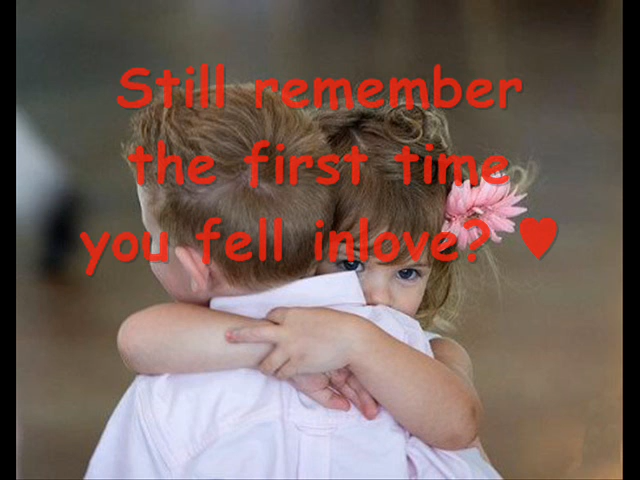 Still remember
the first time
you fell inlove? ♥